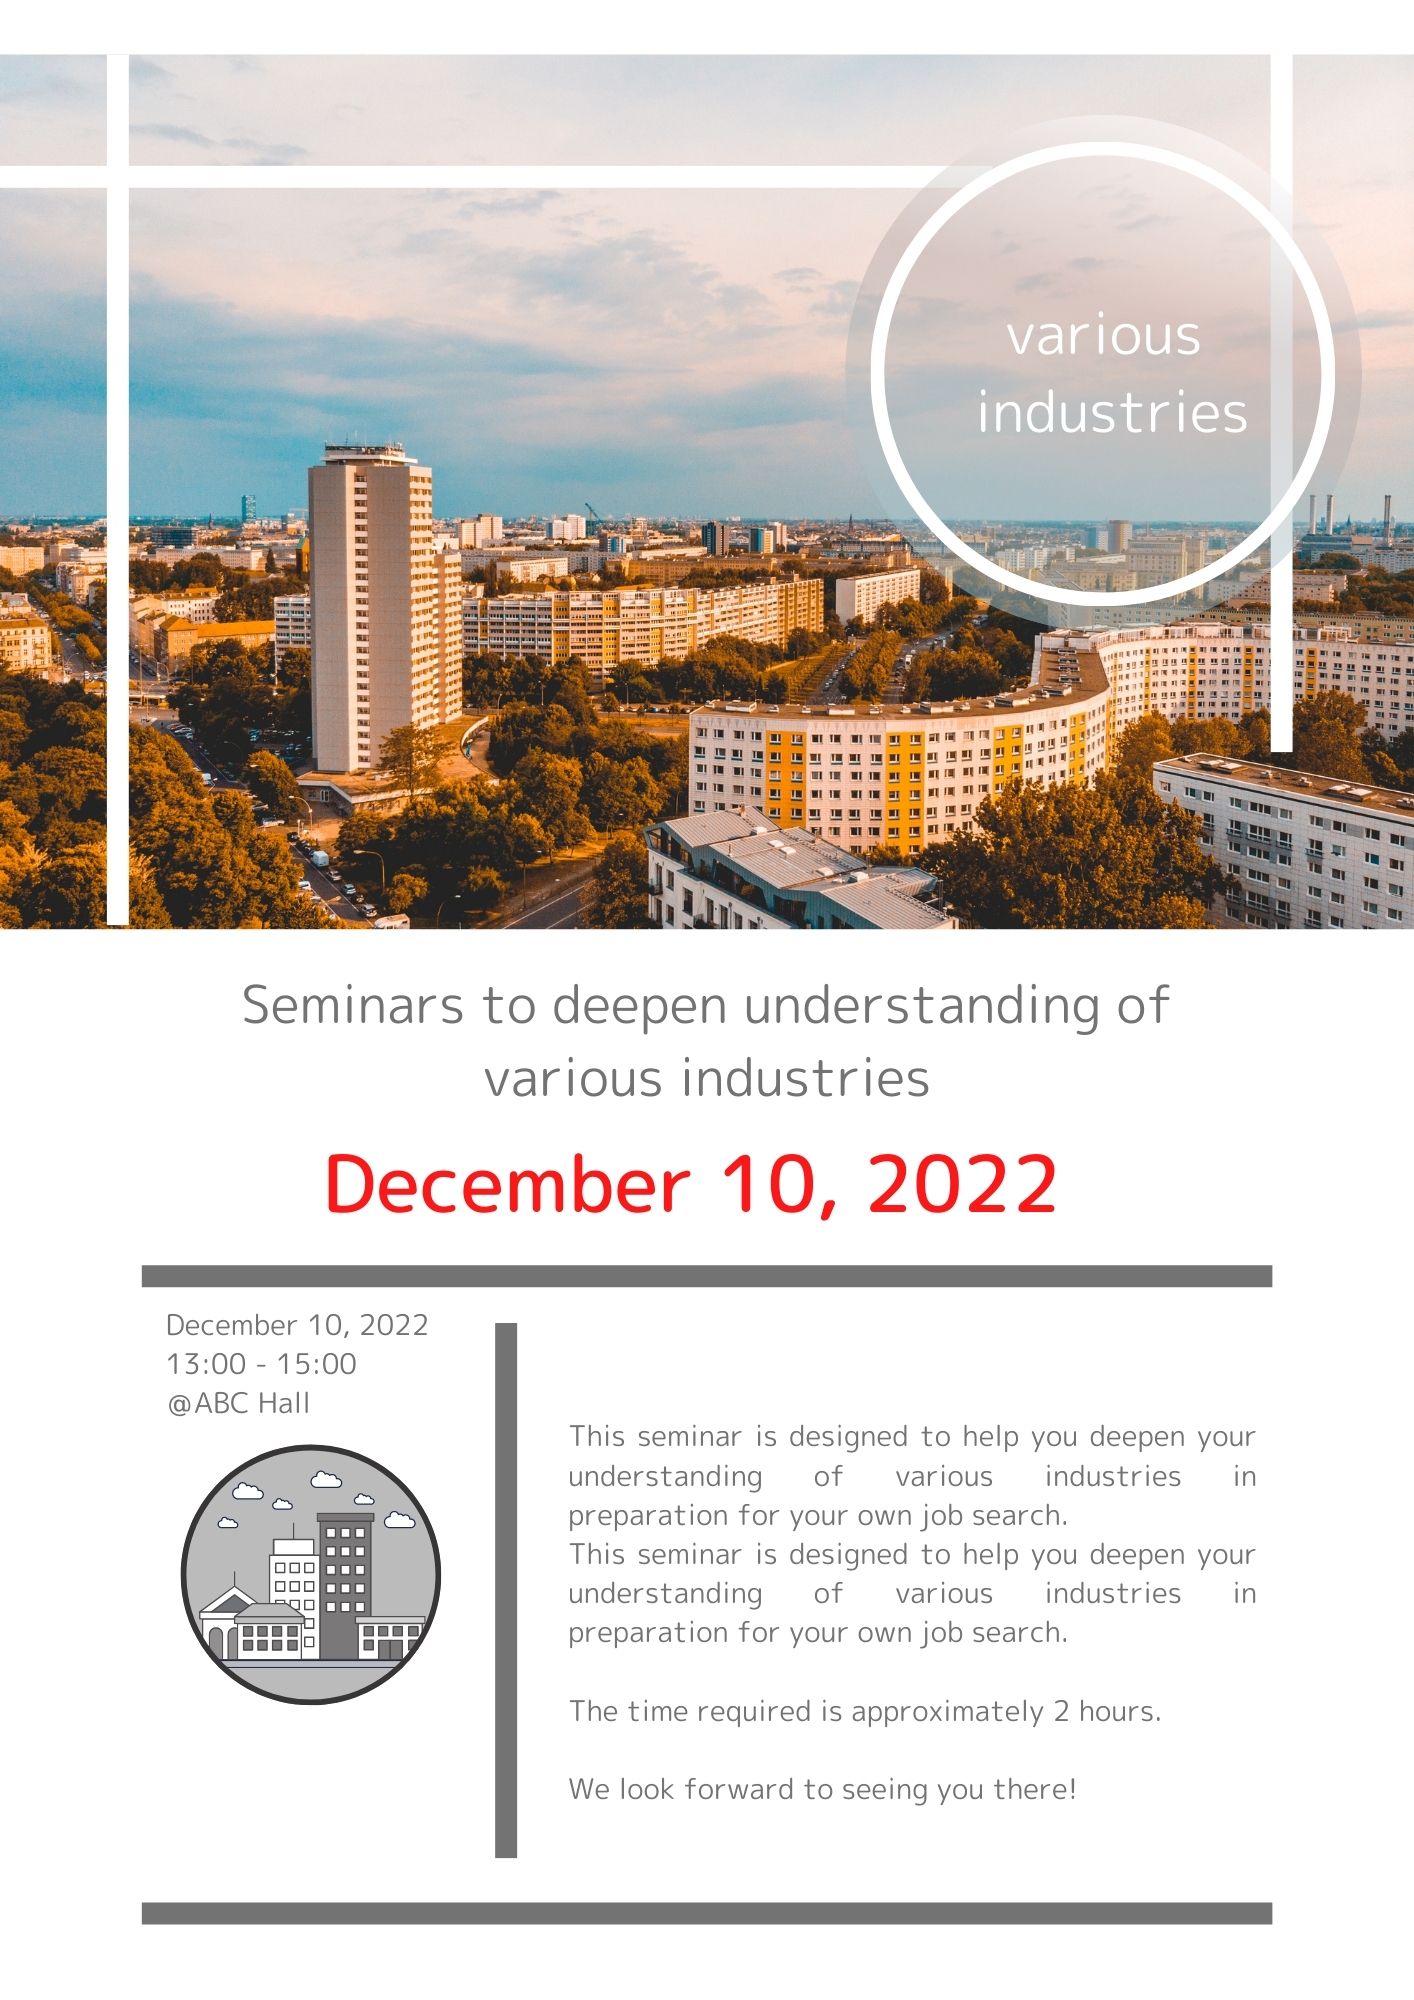 various
industries
Seminars to deepen understanding of
various industries
December 10, 2022
December 10, 2022
13:00 - 15:00
@ABC Hall
This seminar is designed to help you deepen your
understanding of various industries in
preparation for your own job search.
This seminar is designed to help you deepen your
understanding of various industries in
preparation for your own job search.
The time required is approximately 2 hours.
We look forward to seeing you there!